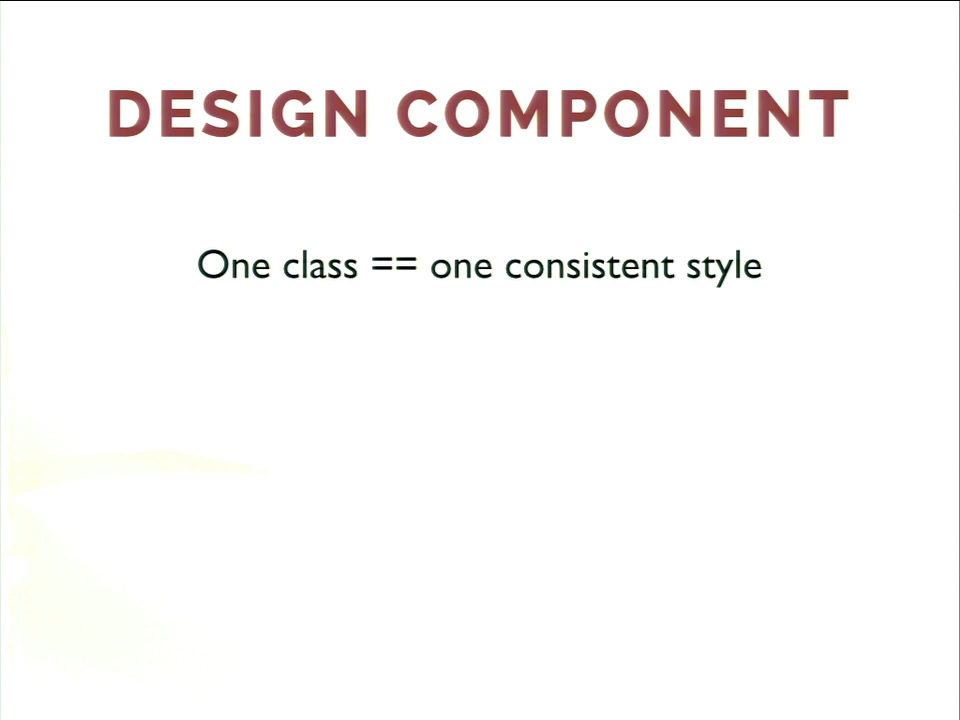 DESIGN COMPONENT
One class == one consistent style